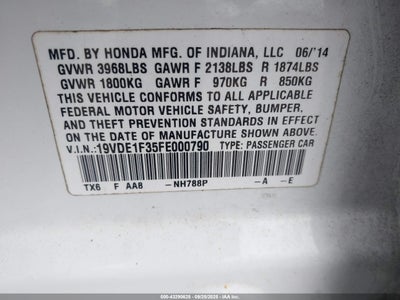 MFD. BY HONDA MFG. OF INDIANA, LLC 06/'14
GVWR 3968LBS GAWR F 2138LBS R 1874LBS
GVWR 1800KG GAWR F 970KG R 850KG
THIS VEHICLE CONFORMS TO ALL APPLICABLE
FEDERAL MOTOR VEHICLE SAFETY, BUMPER,
AND THEFT PREVENTION STANDARDS IN
EFFECT ON THE DATE OF MANUFACTURE SHOWN ABOVE.
V.I.N.: 19VDE1F35FE000790 TYPE: PASSENGER CAR
TX6 F AA8 -NH788P -A -E